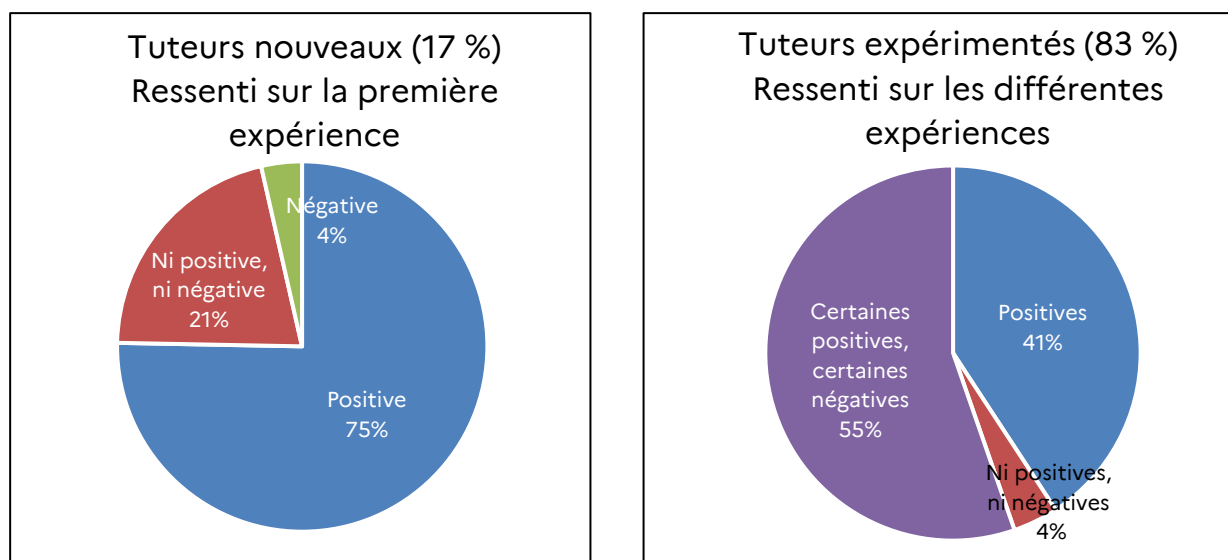 Tuteurs nouveaux (17 %)
Ressenti sur la première
expérience
Négative
4%
Ni positive,
ni négative
21%
Positive
75%
Tuteurs expérimentés (83 %)
Ressenti sur les différentes
expériences
Certaines
positives,
certaines
négatives
55%
Positives
41%
Ni positives,
ni négatives
4%